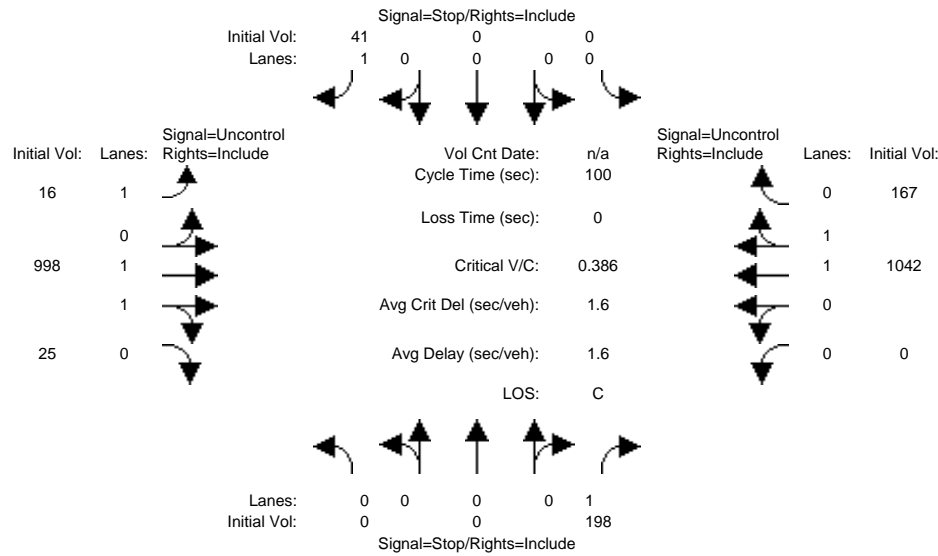 Signal=Stop/Rights=Include
Initial Vol: 41 0 0
Lanes: 1 0 0 0 0
Signal=Uncontrol Signal=Uncontrol
Initial Vol: Lanes: Rights=Include Vol Cnt Date: n/a Rights=Include Lanes: Initial Vol:
Cycle Time (sec): 100
16 1 0 167
Loss Time (sec): 0
0 1
998 1 Critical V/C: 0.386 1 1042
1 Avg Crit Del (sec/veh): 1.6 0
25 0 Avg Delay (sec/veh): 1.6 0 0
LOS: C
Lanes: 0 0 0 0 1
Initial Vol: 0 0 198
Signal=Stop/Rights=Include